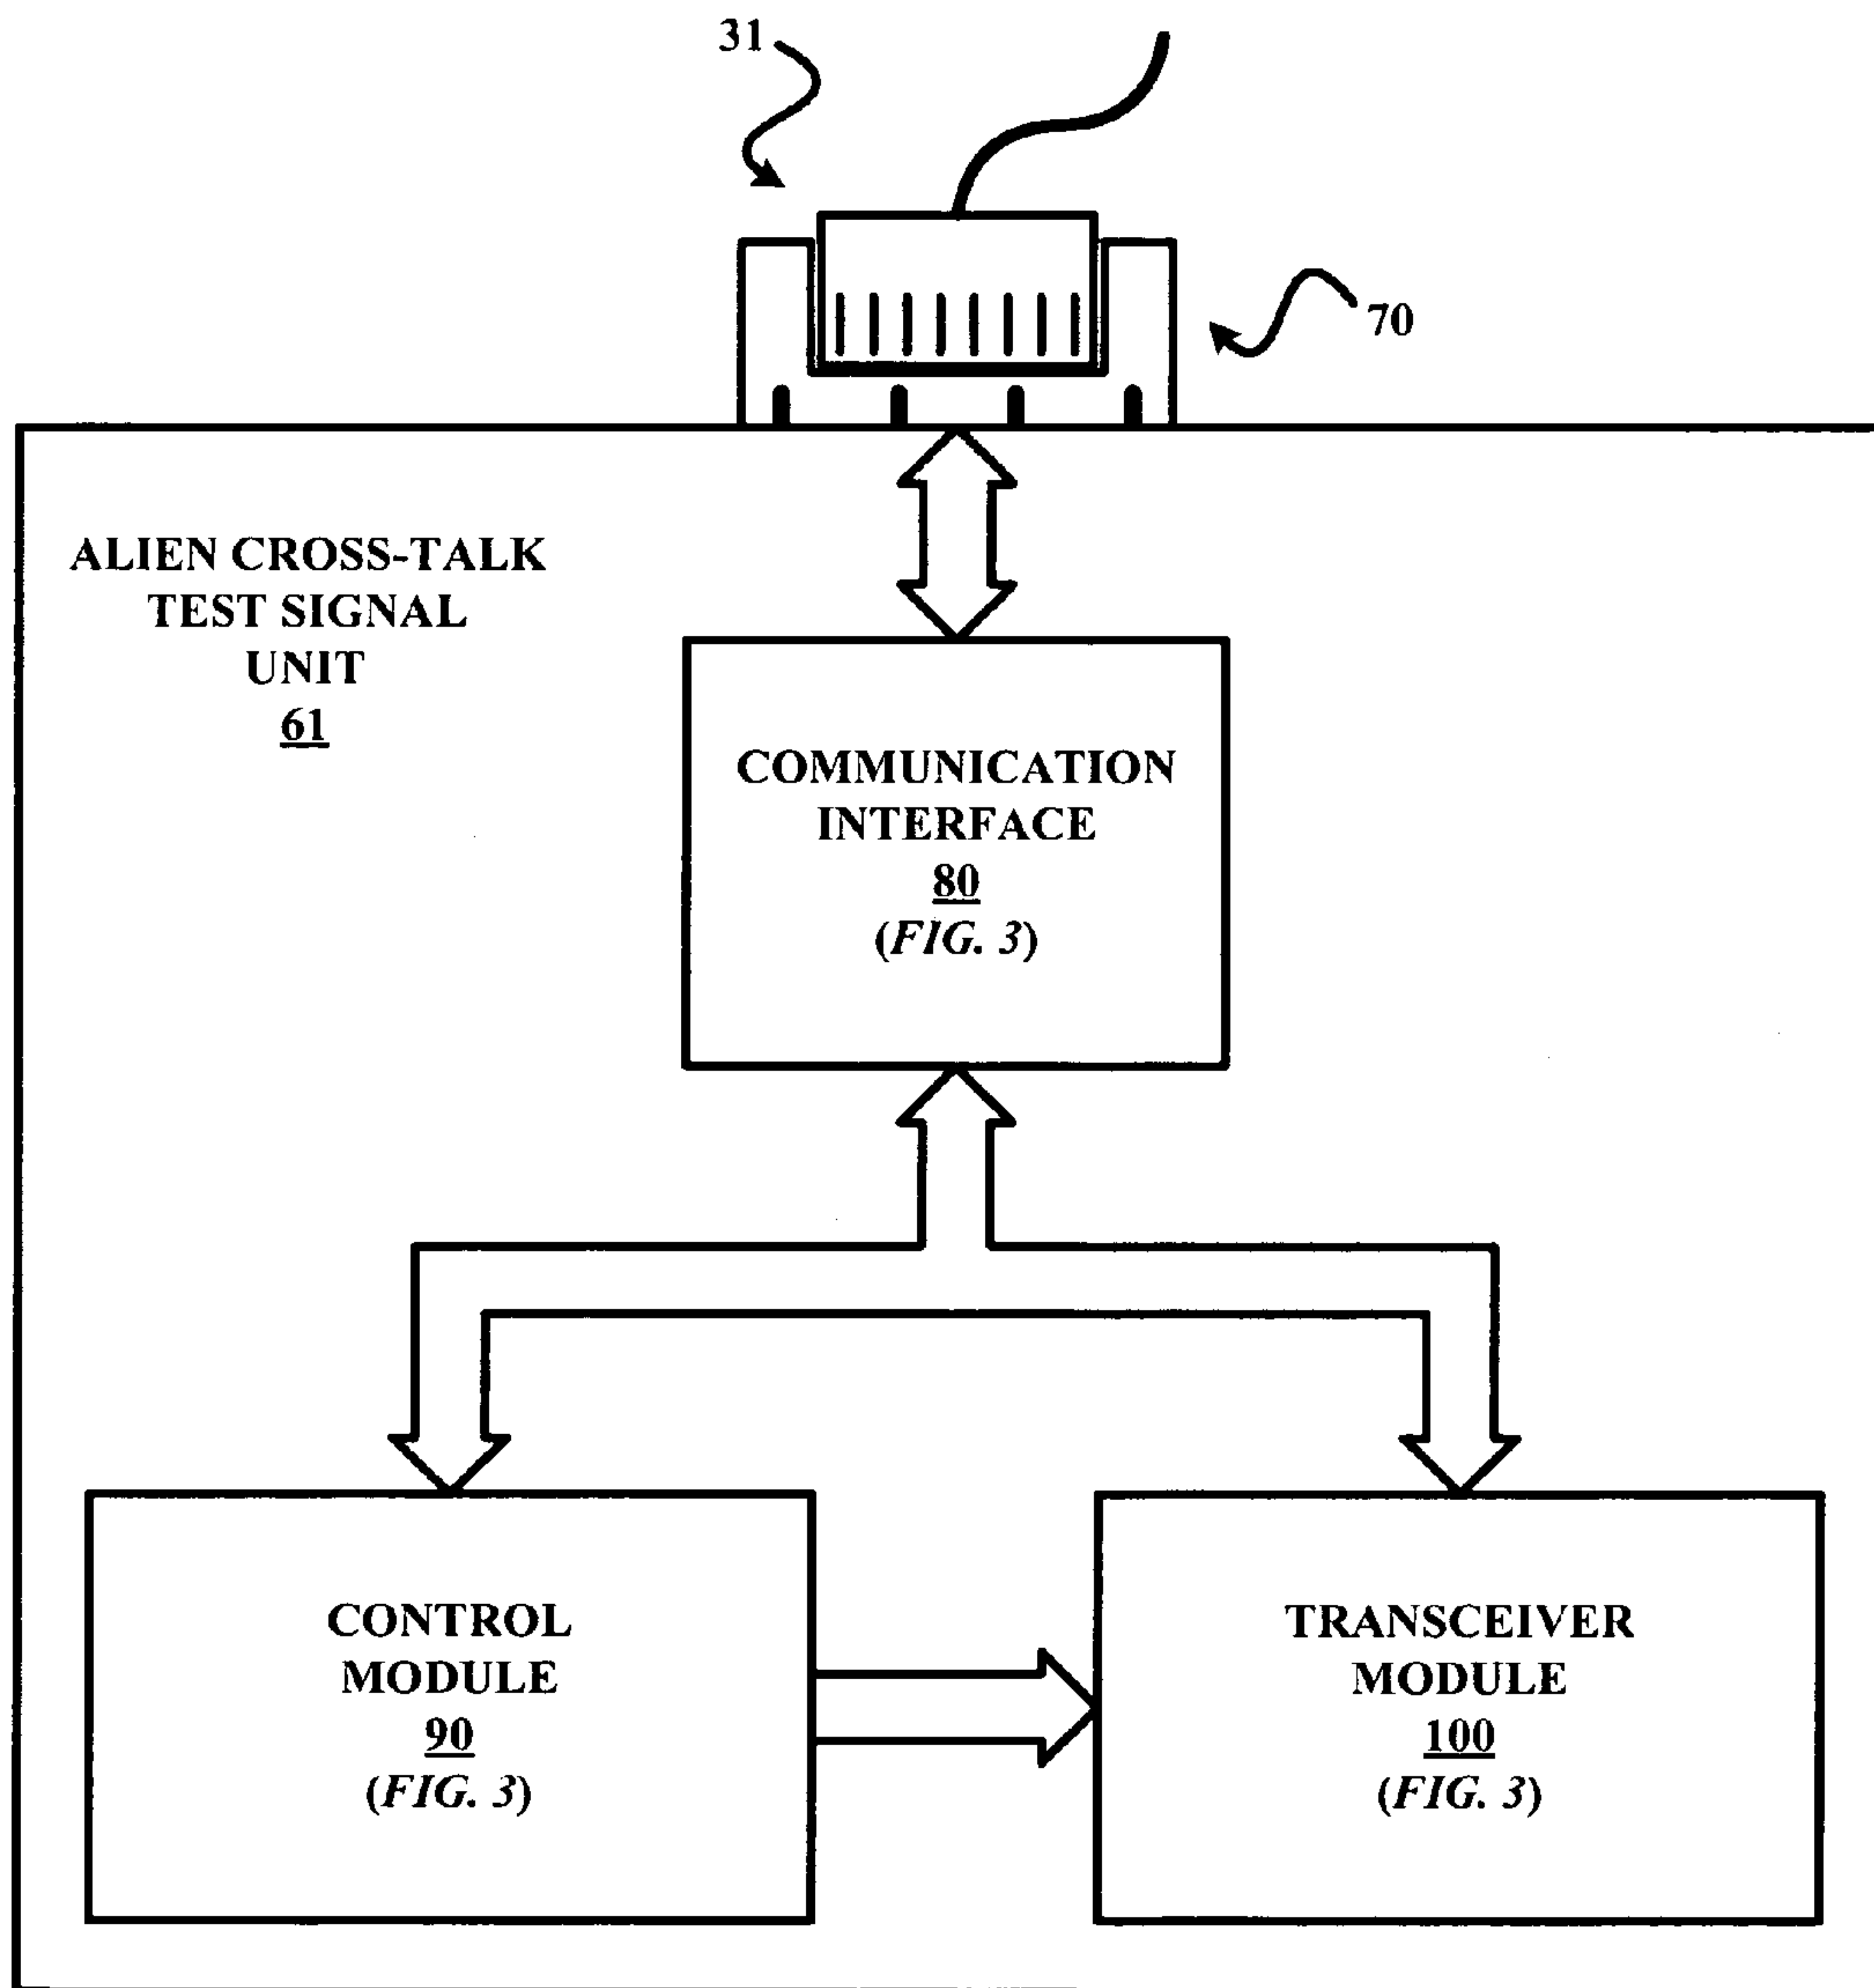 31
70
ALIEN CROSS-TALK
TEST SIGNAL
UNIT
61
COMMUNICATION
INTERFACE
80
(FIG. 3)
CONTROL
MODULE
90
(FIG. 3)
TRANSCEIVER
MODULE
100
(FIG. 3)